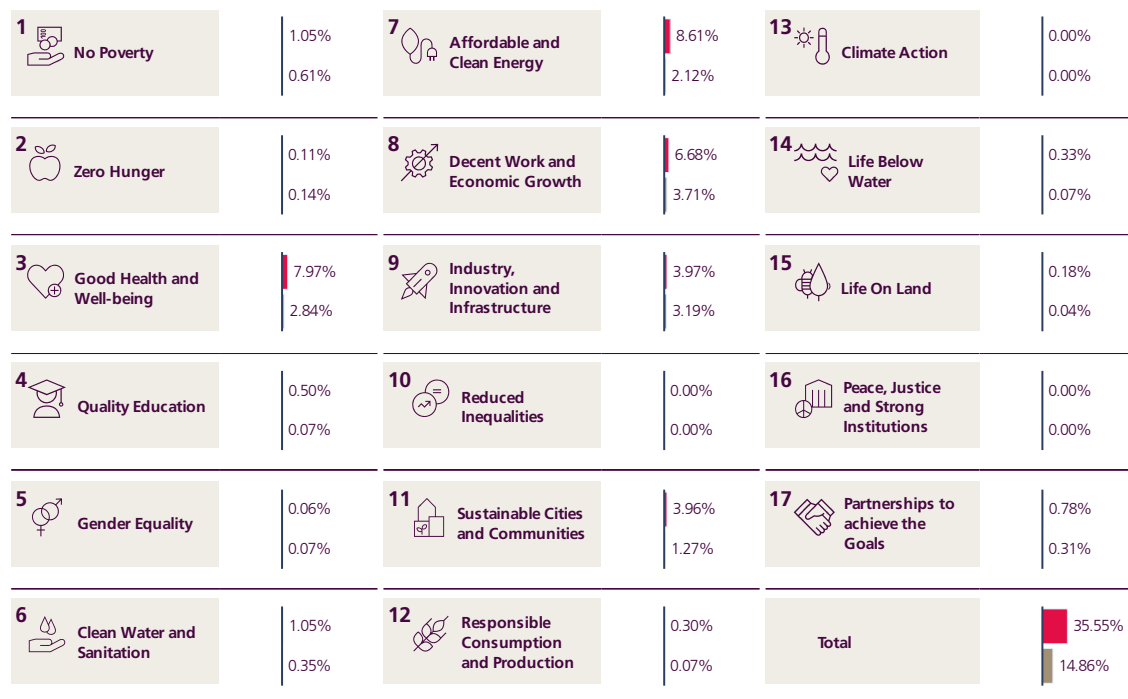 1
No Poverty
1.05%
0.61%
2
Zero Hunger
0.11%
0.14%
3
Good Health and
Well-being
7.97%
2.84%
4
Quality Education
0.50%
0.07%
5
Gender Equality
0.06%
0.07%
6
Clean Water and
Sanitation
1.05%
0.35%
7
Affordable and
Clean Energy
8.61%
2.12%
8
Decent Work and
Economic Growth
6.68%
3.71%
9
Industry,
Innovation and
Infrastructure
3.97%
3.19%
10
Reduced
Inequalities
0.00%
0.00%
11
Sustainable Cities
and Communities
3.96%
1.27%
12
Responsible
Consumption
and Production
0.30%
0.07%
13
Climate Action
0.00%
0.00%
14
Life Below
Water
0.33%
0.07%
15
Life On Land
0.18%
0.04%
16
Peace, Justice
and Strong
Institutions
0.00%
0.00%
17
Partnerships to
achieve the
Goals
0.78%
0.31%
Total
35.55%
14.86%